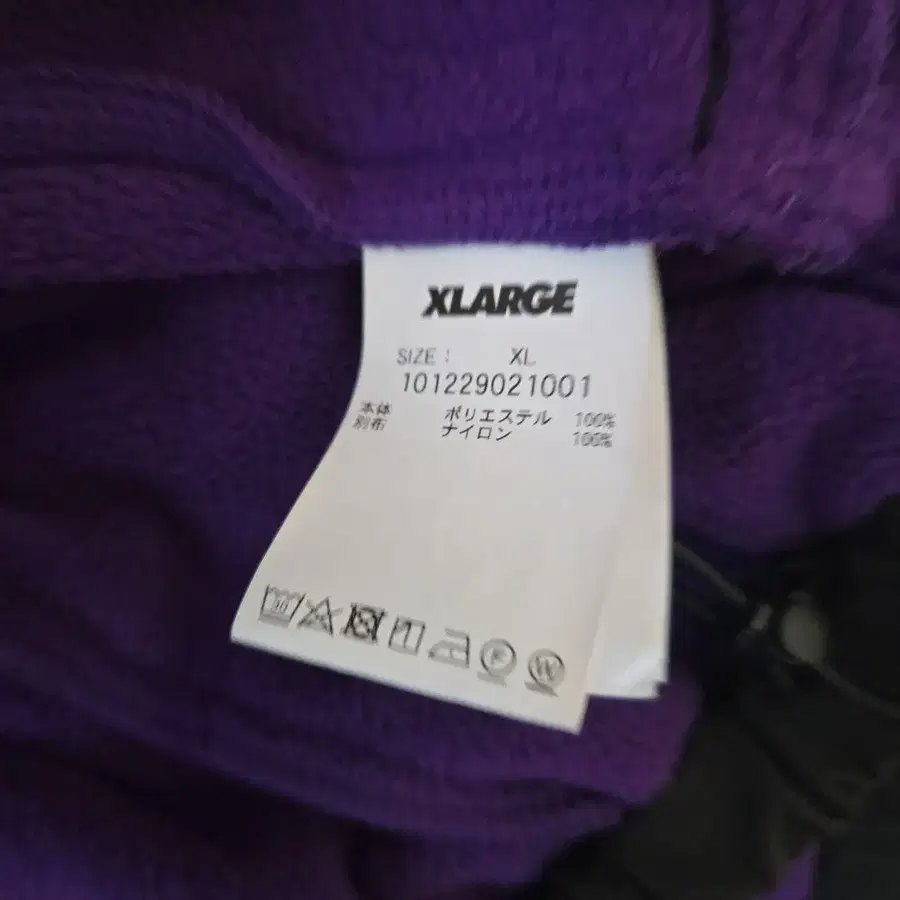 XLARGE
SIZE : XL
101229021001
本体 ポリエステル 100%
別布 ナイロン 100%
30
F W